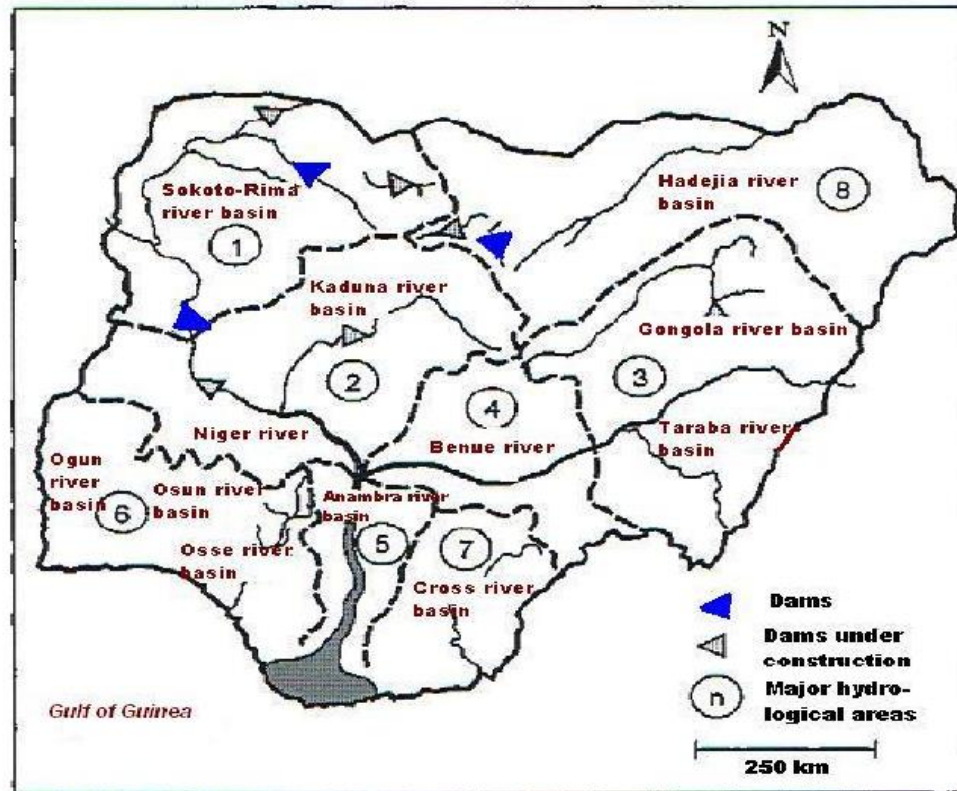 N
Sokoto-Rima
river basin
1
Hadejia river
basin
8
Kaduna river
basin
2
Gongola river basin
3
4
Niger river
Benue river
Taraba river
basin
Ogun
river
basin
6
Osun river
basin
Osse river
basin
Anambra river
basin
5
7
Cross river
basin
Gulf of Guinea
Dams
Dams under
construction
n
Major hydro-
logical areas
250 km